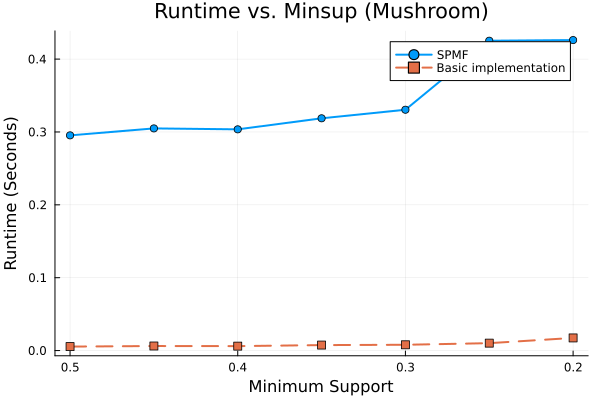 Runtime vs. Minsup (Mushroom)
Runtime (Seconds)
0.4
0.3
0.2
0.1
0.0
SPMF
Basic implementation
0.5
0.4
0.3
0.2
Minimum Support